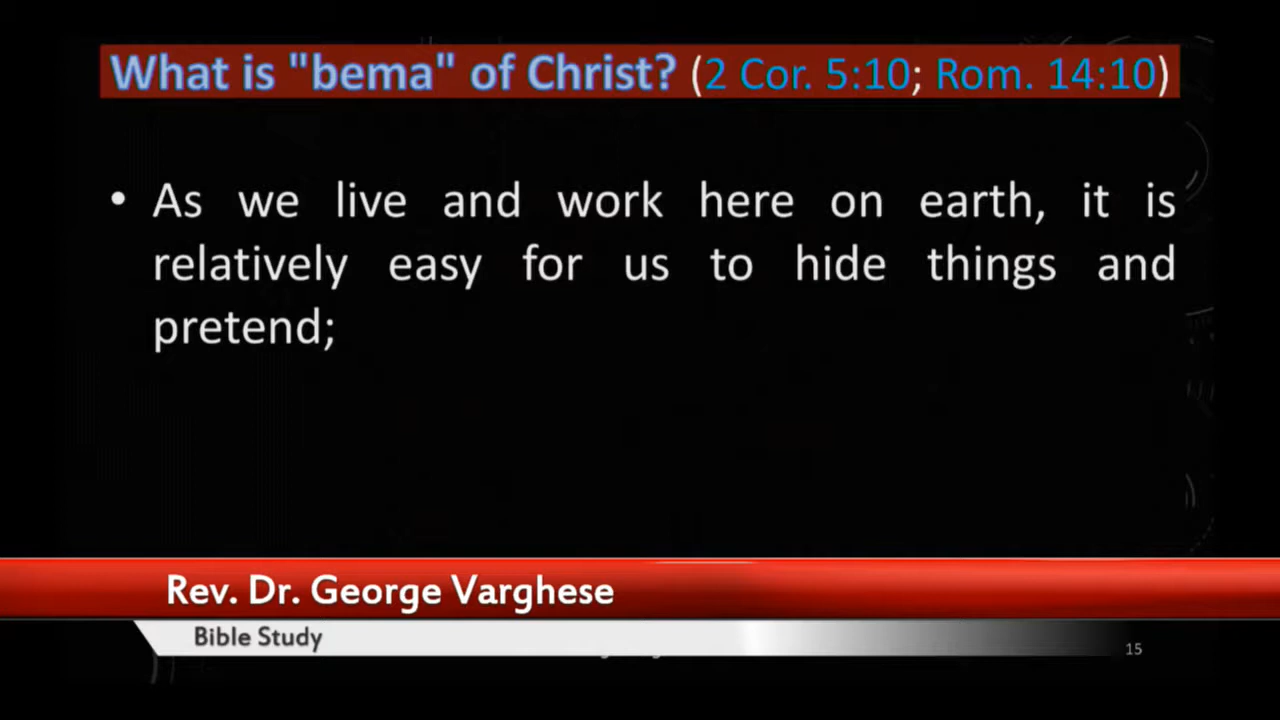 What is "bema" of Christ? (2 Cor. 5:10; Rom. 14:10)
• As we live and work here on earth, it is
relatively easy for us to hide things and
pretend;
Rev. Dr. George Varghese
Bible Study
15